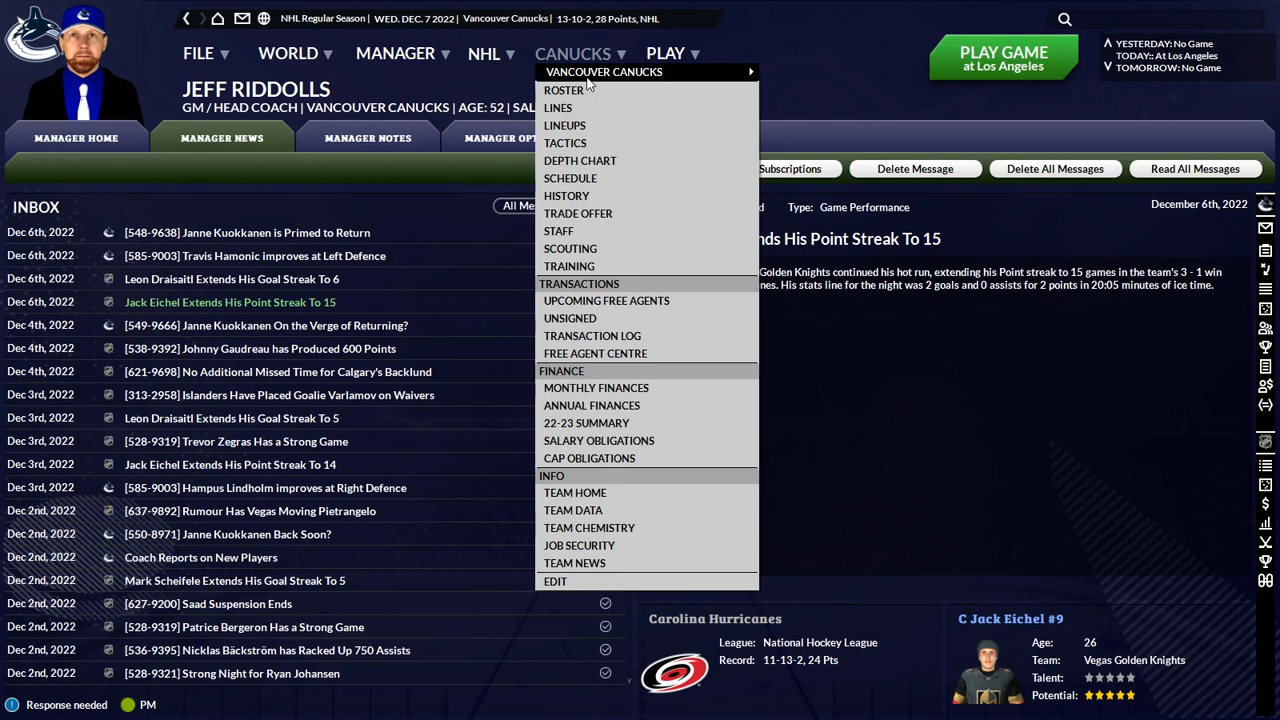 NHL Regular Season | WED. DEC. 7 2022 | Vancouver Canucks | 13-10-2, 28 Points, NHL
FILE WORLD MANAGER NHL CANUCKS PLAY
PLAY GAME
at Los Angeles
YESTERDAY: No Game
TODAY:: At Los Angeles
TOMORROW: No Game
JEFF RIDDOLLS
GM / HEAD COACH | VANCOUVER CANUCKS | AGE: 52 | SAL
MANAGER HOME MANAGER NEWS MANAGER NOTES MANAGER OPT
Subscriptions Delete Message Delete All Messages Read All Messages
VANCOUVER CANUCKS
ROSTER
LINES
LINEUPS
TACTICS
DEPTH CHART
SCHEDULE
HISTORY
TRADE OFFER
STAFF
SCOUTING
TRAINING
TRANSACTIONS
UPCOMING FREE AGENTS
UNSIGNED
TRANSACTION LOG
FREE AGENT CENTRE
FINANCE
MONTHLY FINANCES
ANNUAL FINANCES
22-23 SUMMARY
SALARY OBLIGATIONS
CAP OBLIGATIONS
INFO
TEAM HOME
TEAM DATA
TEAM CHEMISTRY
JOB SECURITY
TEAM NEWS
EDIT
INBOX All Me
Dec 6th, 2022 [548-9638] Janne Kuokkanen is Primed to Return
Dec 6th, 2022 [585-9003] Travis Hamonic improves at Left Defence
Dec 6th, 2022 Leon Draisaitl Extends His Goal Streak To 6
Dec 6th, 2022 Jack Eichel Extends His Point Streak To 15
Dec 4th, 2022 [549-9666] Janne Kuokkanen On the Verge of Returning?
Dec 4th, 2022 [538-9392] Johnny Gaudreau has Produced 600 Points
Dec 4th, 2022 [621-9698] No Additional Missed Time for Calgary's Backlund
Dec 3rd, 2022 [313-2958] Islanders Have Placed Goalie Varlamov on Waivers
Dec 3rd, 2022 Leon Draisaitl Extends His Goal Streak To 5
Dec 3rd, 2022 [528-9319] Trevor Zegras Has a Strong Game
Dec 3rd, 2022 Jack Eichel Extends His Point Streak To 14
Dec 3rd, 2022 [585-9003] Hampus Lindholm improves at Right Defence
Dec 2nd, 2022 [637-9892] Rumour Has Vegas Moving Pietrangelo
Dec 2nd, 2022 [550-8971] Janne Kuokkanen Back Soon?
Dec 2nd, 2022 Coach Reports on New Players
Dec 2nd, 2022 Mark Scheifele Extends His Goal Streak To 5
Dec 2nd, 2022 [627-9200] Saad Suspension Ends
Dec 2nd, 2022 [528-9319] Patrice Bergeron Has a Strong Game
Dec 2nd, 2022 [536-9395] Nicklas Bäckström has Racked Up 750 Assists
Dec 2nd, 2022 [528-9321] Strong Night for Ryan Johansen
Response needed PM
d Type: Game Performance December 6th, 2022
nds His Point Streak To 15
Golden Knights continued his hot run, extending his Point streak to 15 games in the team's 3 - 1 win
nes. His stats line for the night was 2 goals and 0 assists for 2 points in 20:05 minutes of ice time.
Carolina Hurricanes
League: National Hockey League
Record: 11-13-2, 24 Pts
C Jack Eichel #9
Age: 26
Team: Vegas Golden Knights
Talent:
Potential: